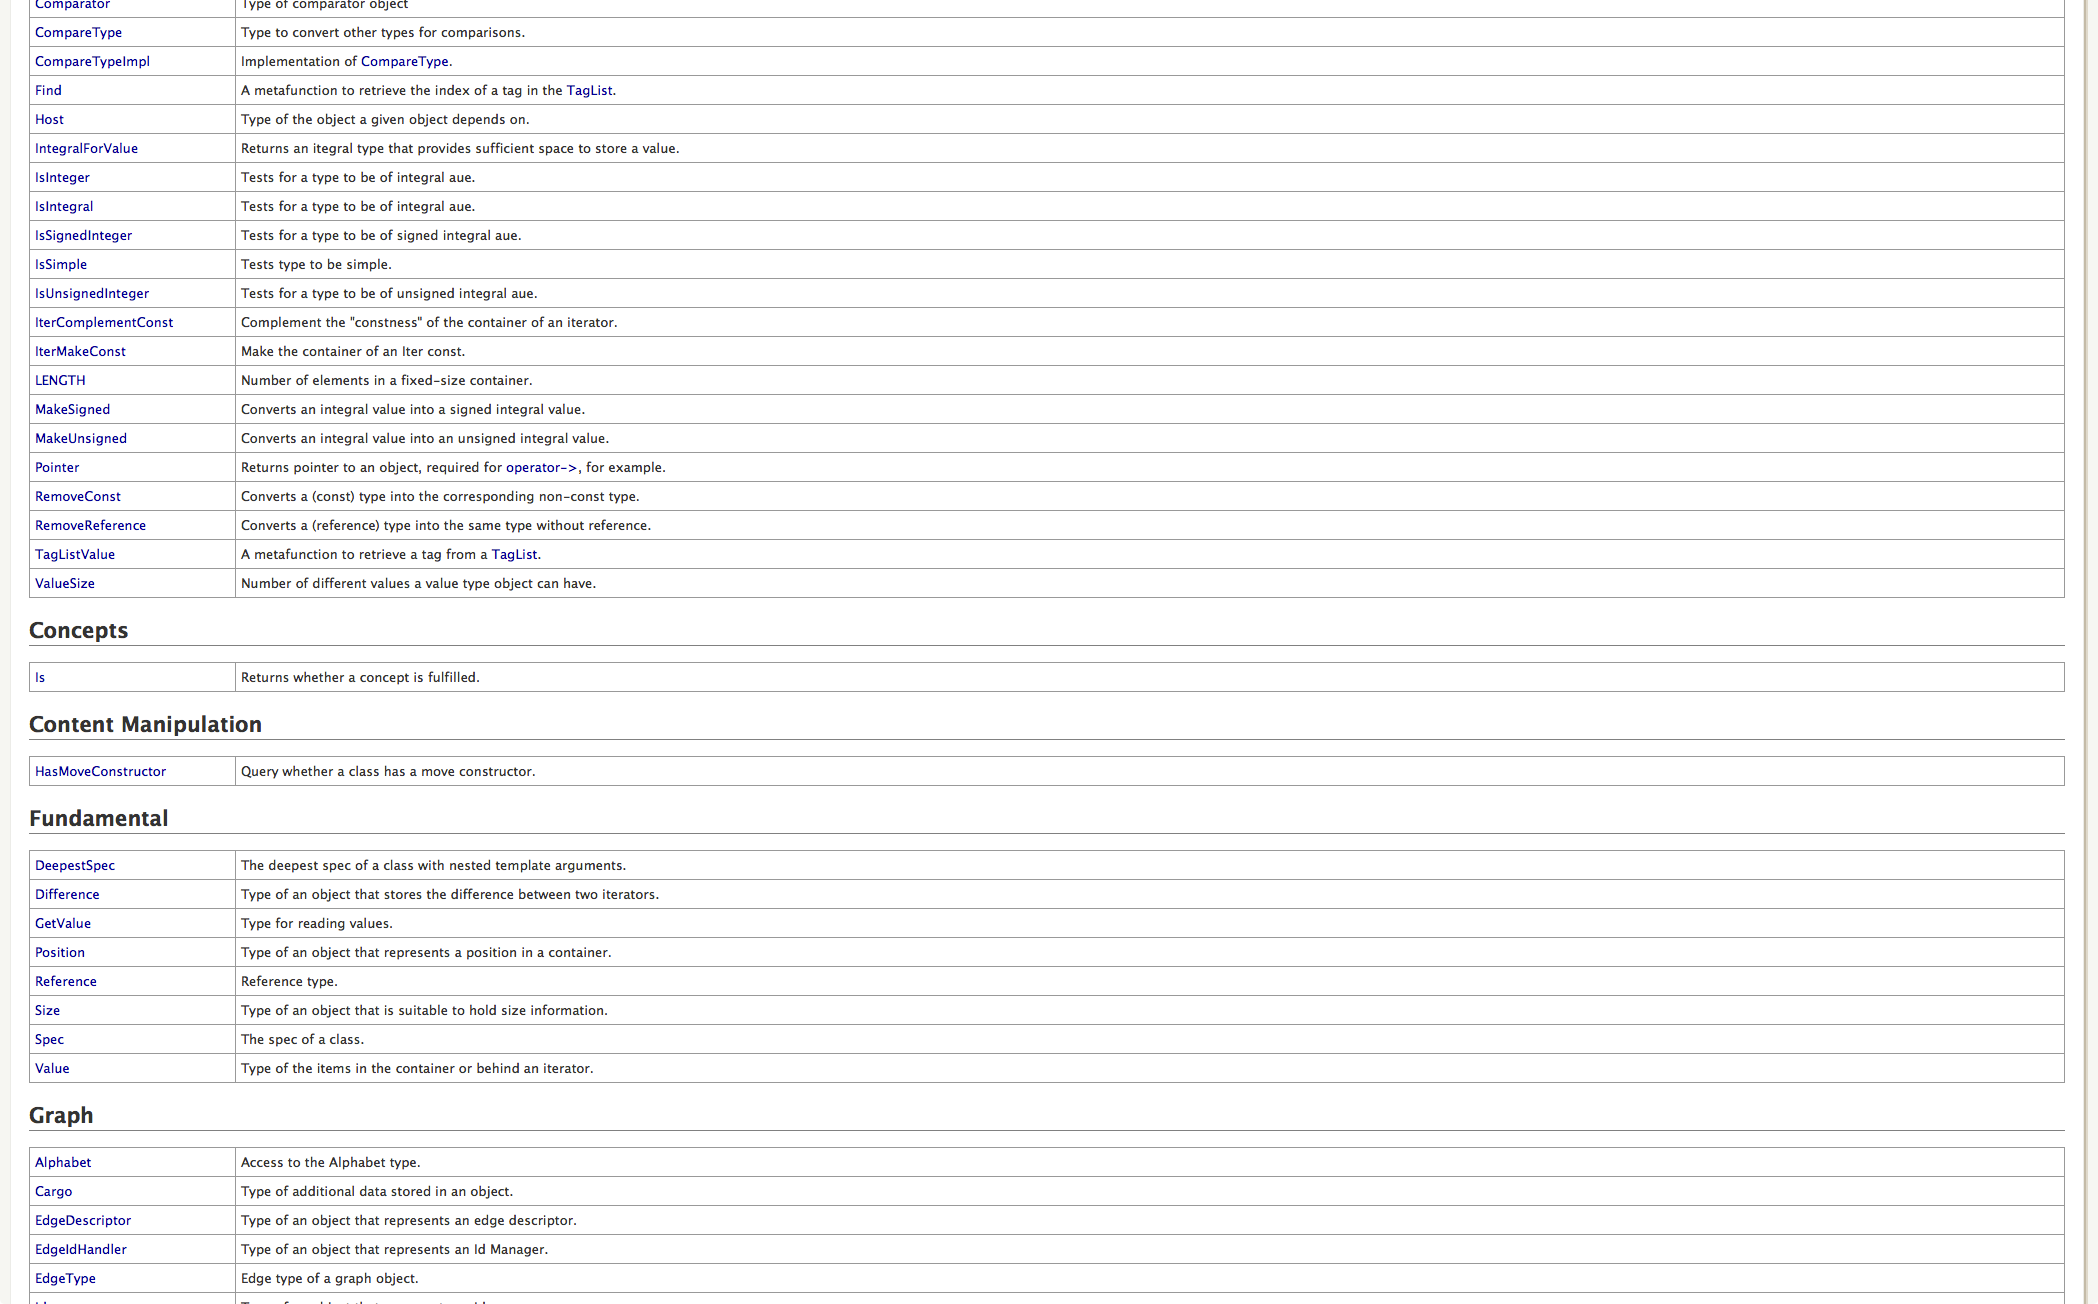 Comparator Type of comparator object
CompareType Type to convert other types for comparisons.
CompareTypeImpl Implementation of CompareType.
Find A metafunction to retrieve the index of a tag in the TagList.
Host Type of the object a given object depends on.
IntegralForValue Returns an itegral type that provides sufficient space to store a value.
IsInteger Tests for a type to be of integral aue.
IsIntegral Tests for a type to be of integral aue.
IsSignedInteger Tests for a type to be of signed integral aue.
IsSimple Tests type to be simple.
IsUnsignedInteger Tests for a type to be of unsigned integral aue.
IterComplementConst Complement the "constness" of the container of an iterator.
IterMakeConst Make the container of an Iter const.
LENGTH Number of elements in a fixed-size container.
MakeSigned Converts an integral value into a signed integral value.
MakeUnsigned Converts an integral value into an unsigned integral value.
Pointer Returns pointer to an object, required for operator->, for example.
RemoveConst Converts a (const) type into the corresponding non-const type.
RemoveReference Converts a (reference) type into the same type without reference.
TagListValue A metafunction to retrieve a tag from a TagList.
ValueSize Number of different values a value type object can have.
Concepts
Is Returns whether a concept is fulfilled.
Content Manipulation
HasMoveConstructor Query whether a class has a move constructor.
Fundamental
DeepestSpec The deepest spec of a class with nested template arguments.
Difference Type of an object that stores the difference between two iterators.
GetValue Type for reading values.
Position Type of an object that represents a position in a container.
Reference Reference type.
Size Type of an object that is suitable to hold size information.
Spec The spec of a class.
Value Type of the items in the container or behind an iterator.
Graph
Alphabet Access to the Alphabet type.
Cargo Type of additional data stored in an object.
EdgeDescriptor Type of an object that represents an edge descriptor.
EdgeIdHandler Type of an object that represents an Id Manager.
EdgeType Edge type of a graph object.